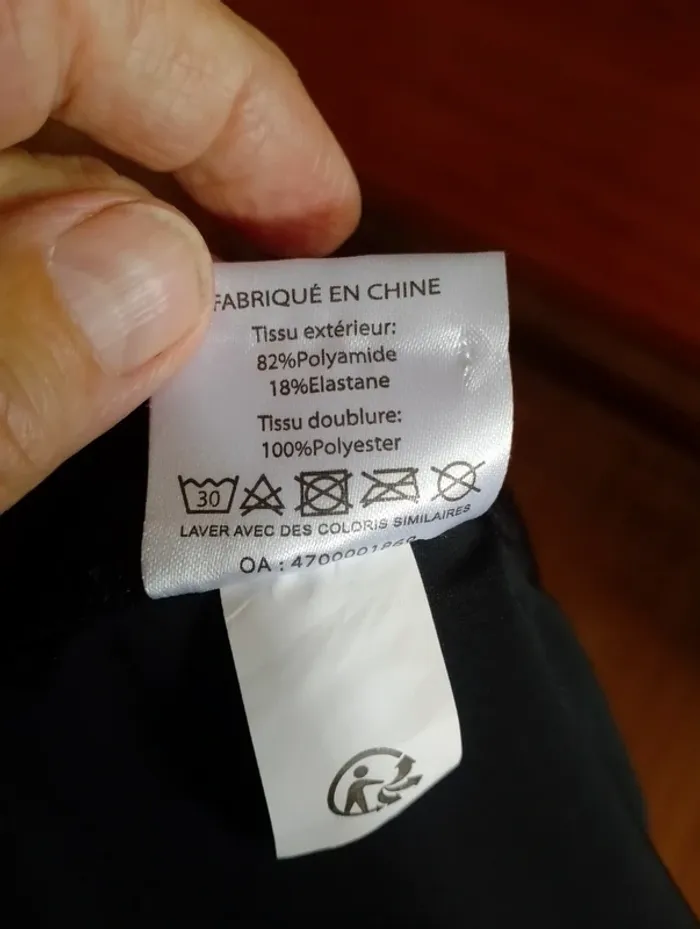 FABRIQUÉ EN CHINE
Tissu extérieur:
82%Polyamide
18%Elastane
Tissu doublure:
100%Polyester
30
LAVER AVEC DES COLORIS SIMILAIRES
OA :